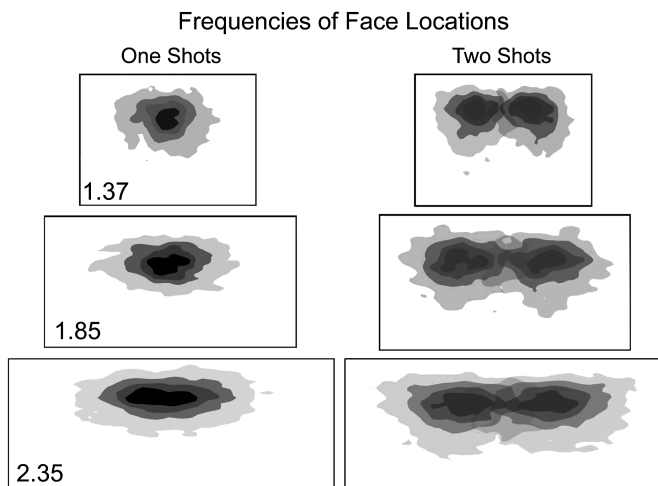 Frequencies of Face Locations
One Shots
Two Shots
1.37
1.85
2.35